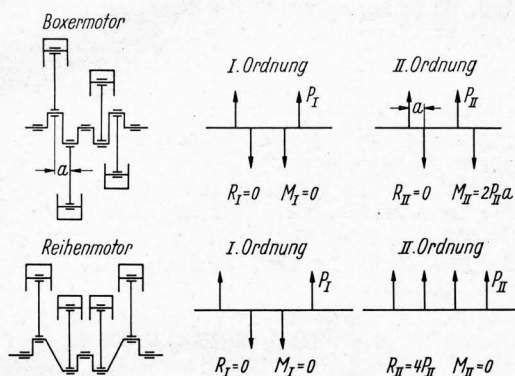 Boxermotor
I. Ordnung
II. Ordnung
P_I
a
P_II
a
R_I=0 M_I=0
R_II=0 M_II=2P_II a
Reihenmotor
I. Ordnung
II. Ordnung
P_I
P_II
R_I=0 M_I=0
R_II=4P_II M_II=0